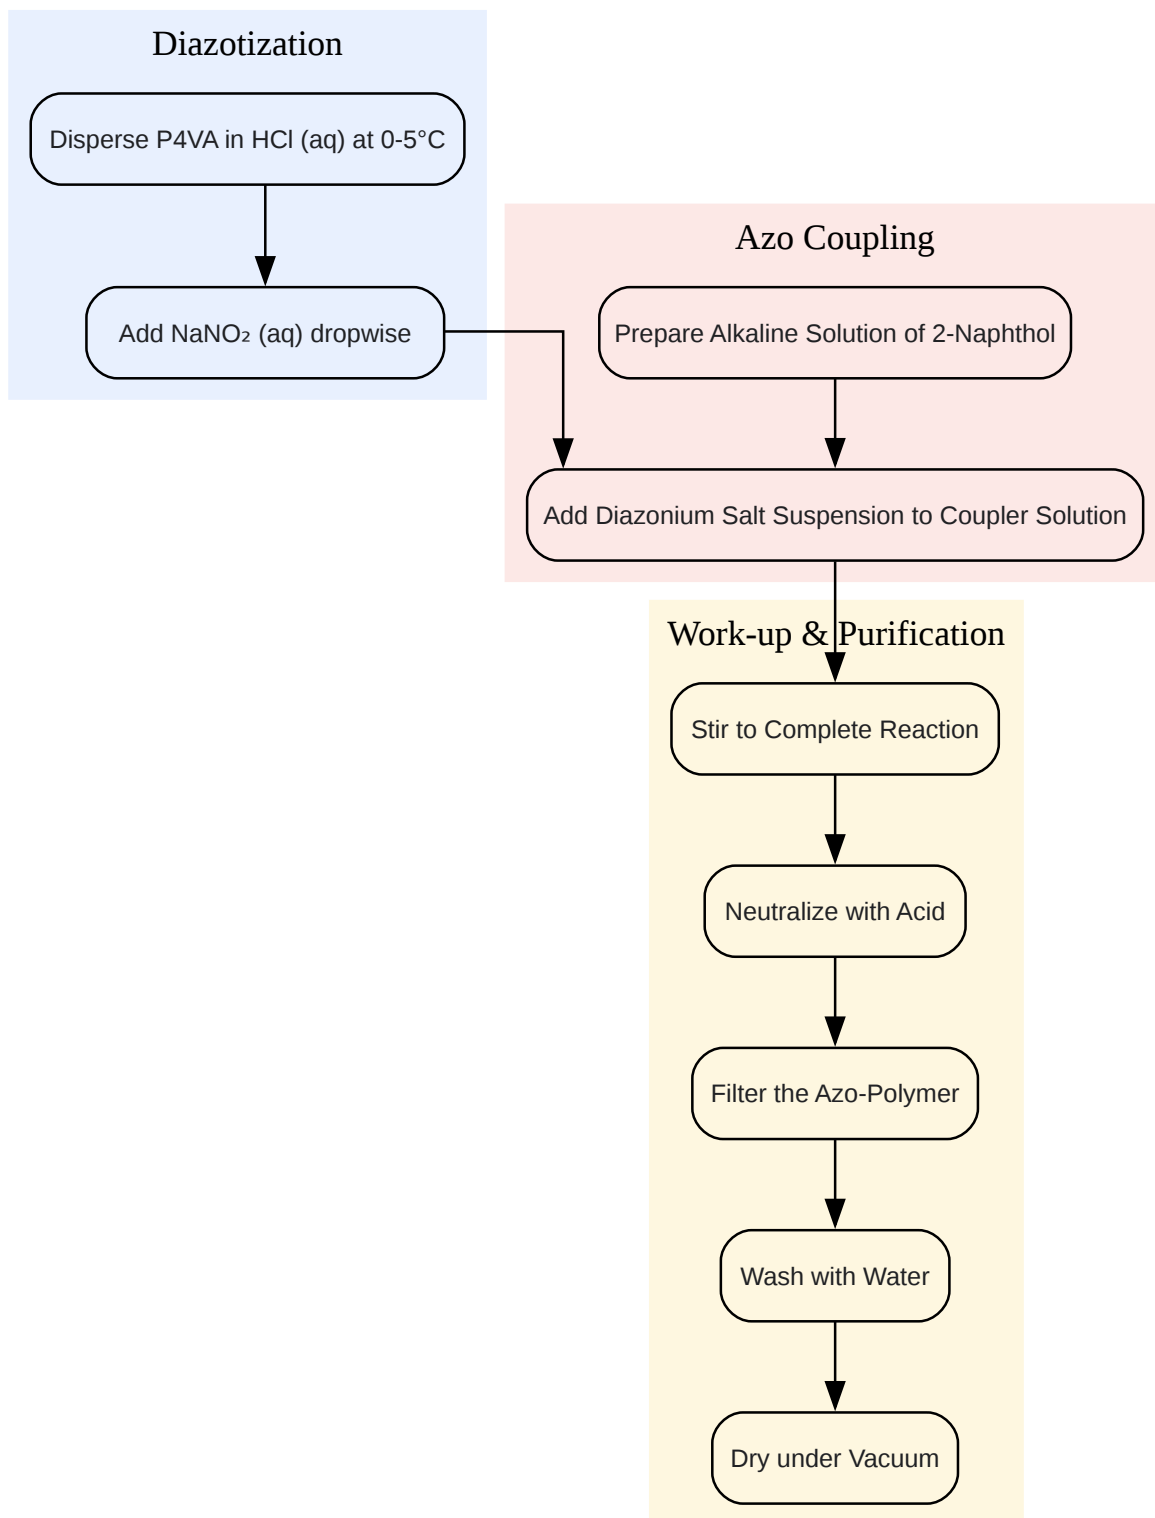 Diazotization
Disperse P4VA in HCl (aq) at 0-5°C
Add NaNO₂ (aq) dropwise
Azo Coupling
Prepare Alkaline Solution of 2-Naphthol
Add Diazonium Salt Suspension to Coupler Solution
Work-up & Purification
Stir to Complete Reaction
Neutralize with Acid
Filter the Azo-Polymer
Wash with Water
Dry under Vacuum